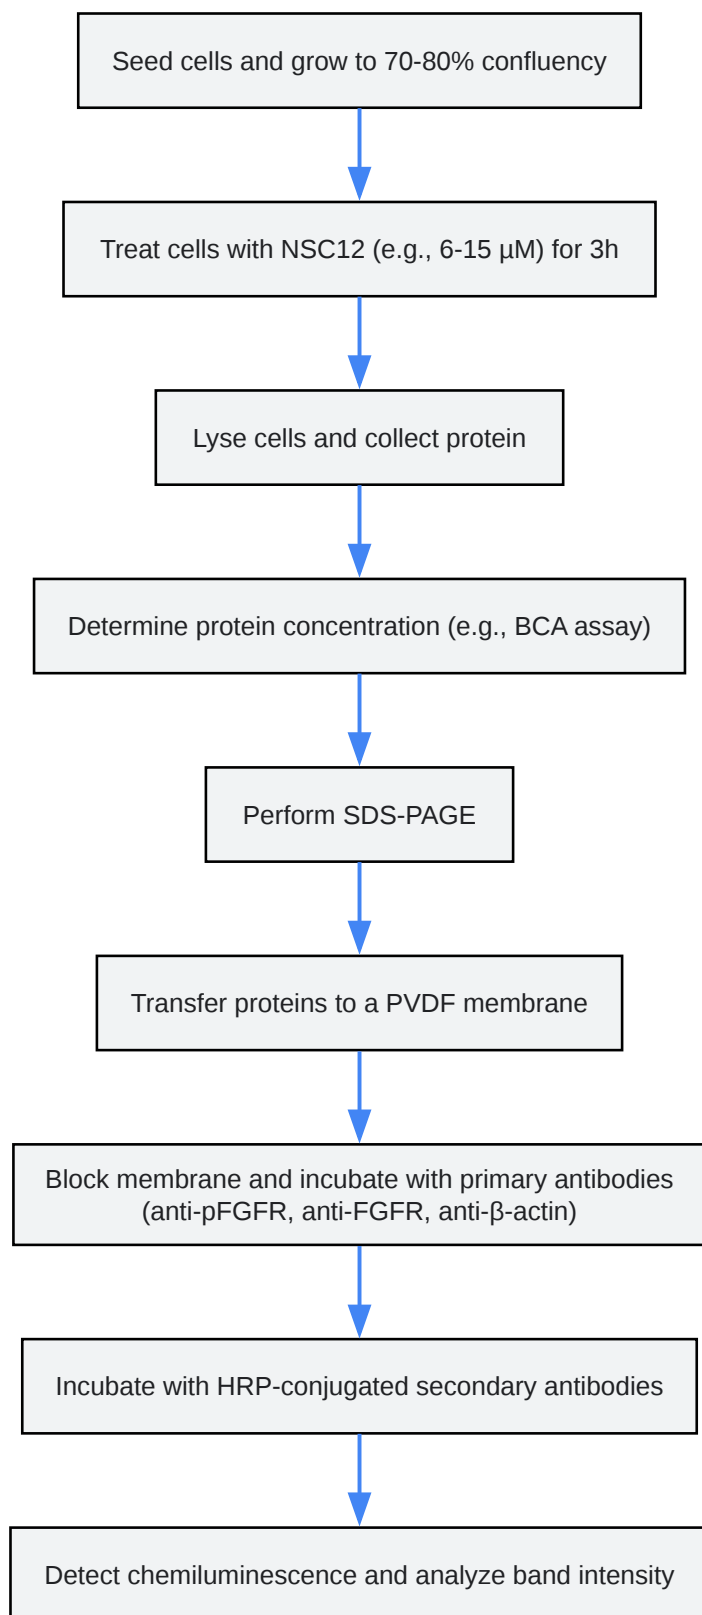 Seed cells and grow to 70-80% confluency
Treat cells with NSC12 (e.g., 6-15 µM) for 3h
Lyse cells and collect protein
Determine protein concentration (e.g., BCA assay)
Perform SDS-PAGE
Transfer proteins to a PVDF membrane
Block membrane and incubate with primary antibodies
(anti-pFGFR, anti-FGFR, anti-β-actin)
Incubate with HRP-conjugated secondary antibodies
Detect chemiluminescence and analyze band intensity